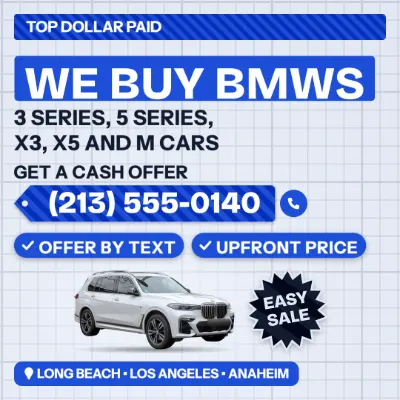 TOP DOLLAR PAID
WE BUY BMWS
3 SERIES, 5 SERIES,
X3, X5 AND M CARS
GET A CASH OFFER
(213) 555-0140
OFFER BY TEXT
UPFRONT PRICE
EASY
SALE
LONG BEACH • LOS ANGELES • ANAHEIM